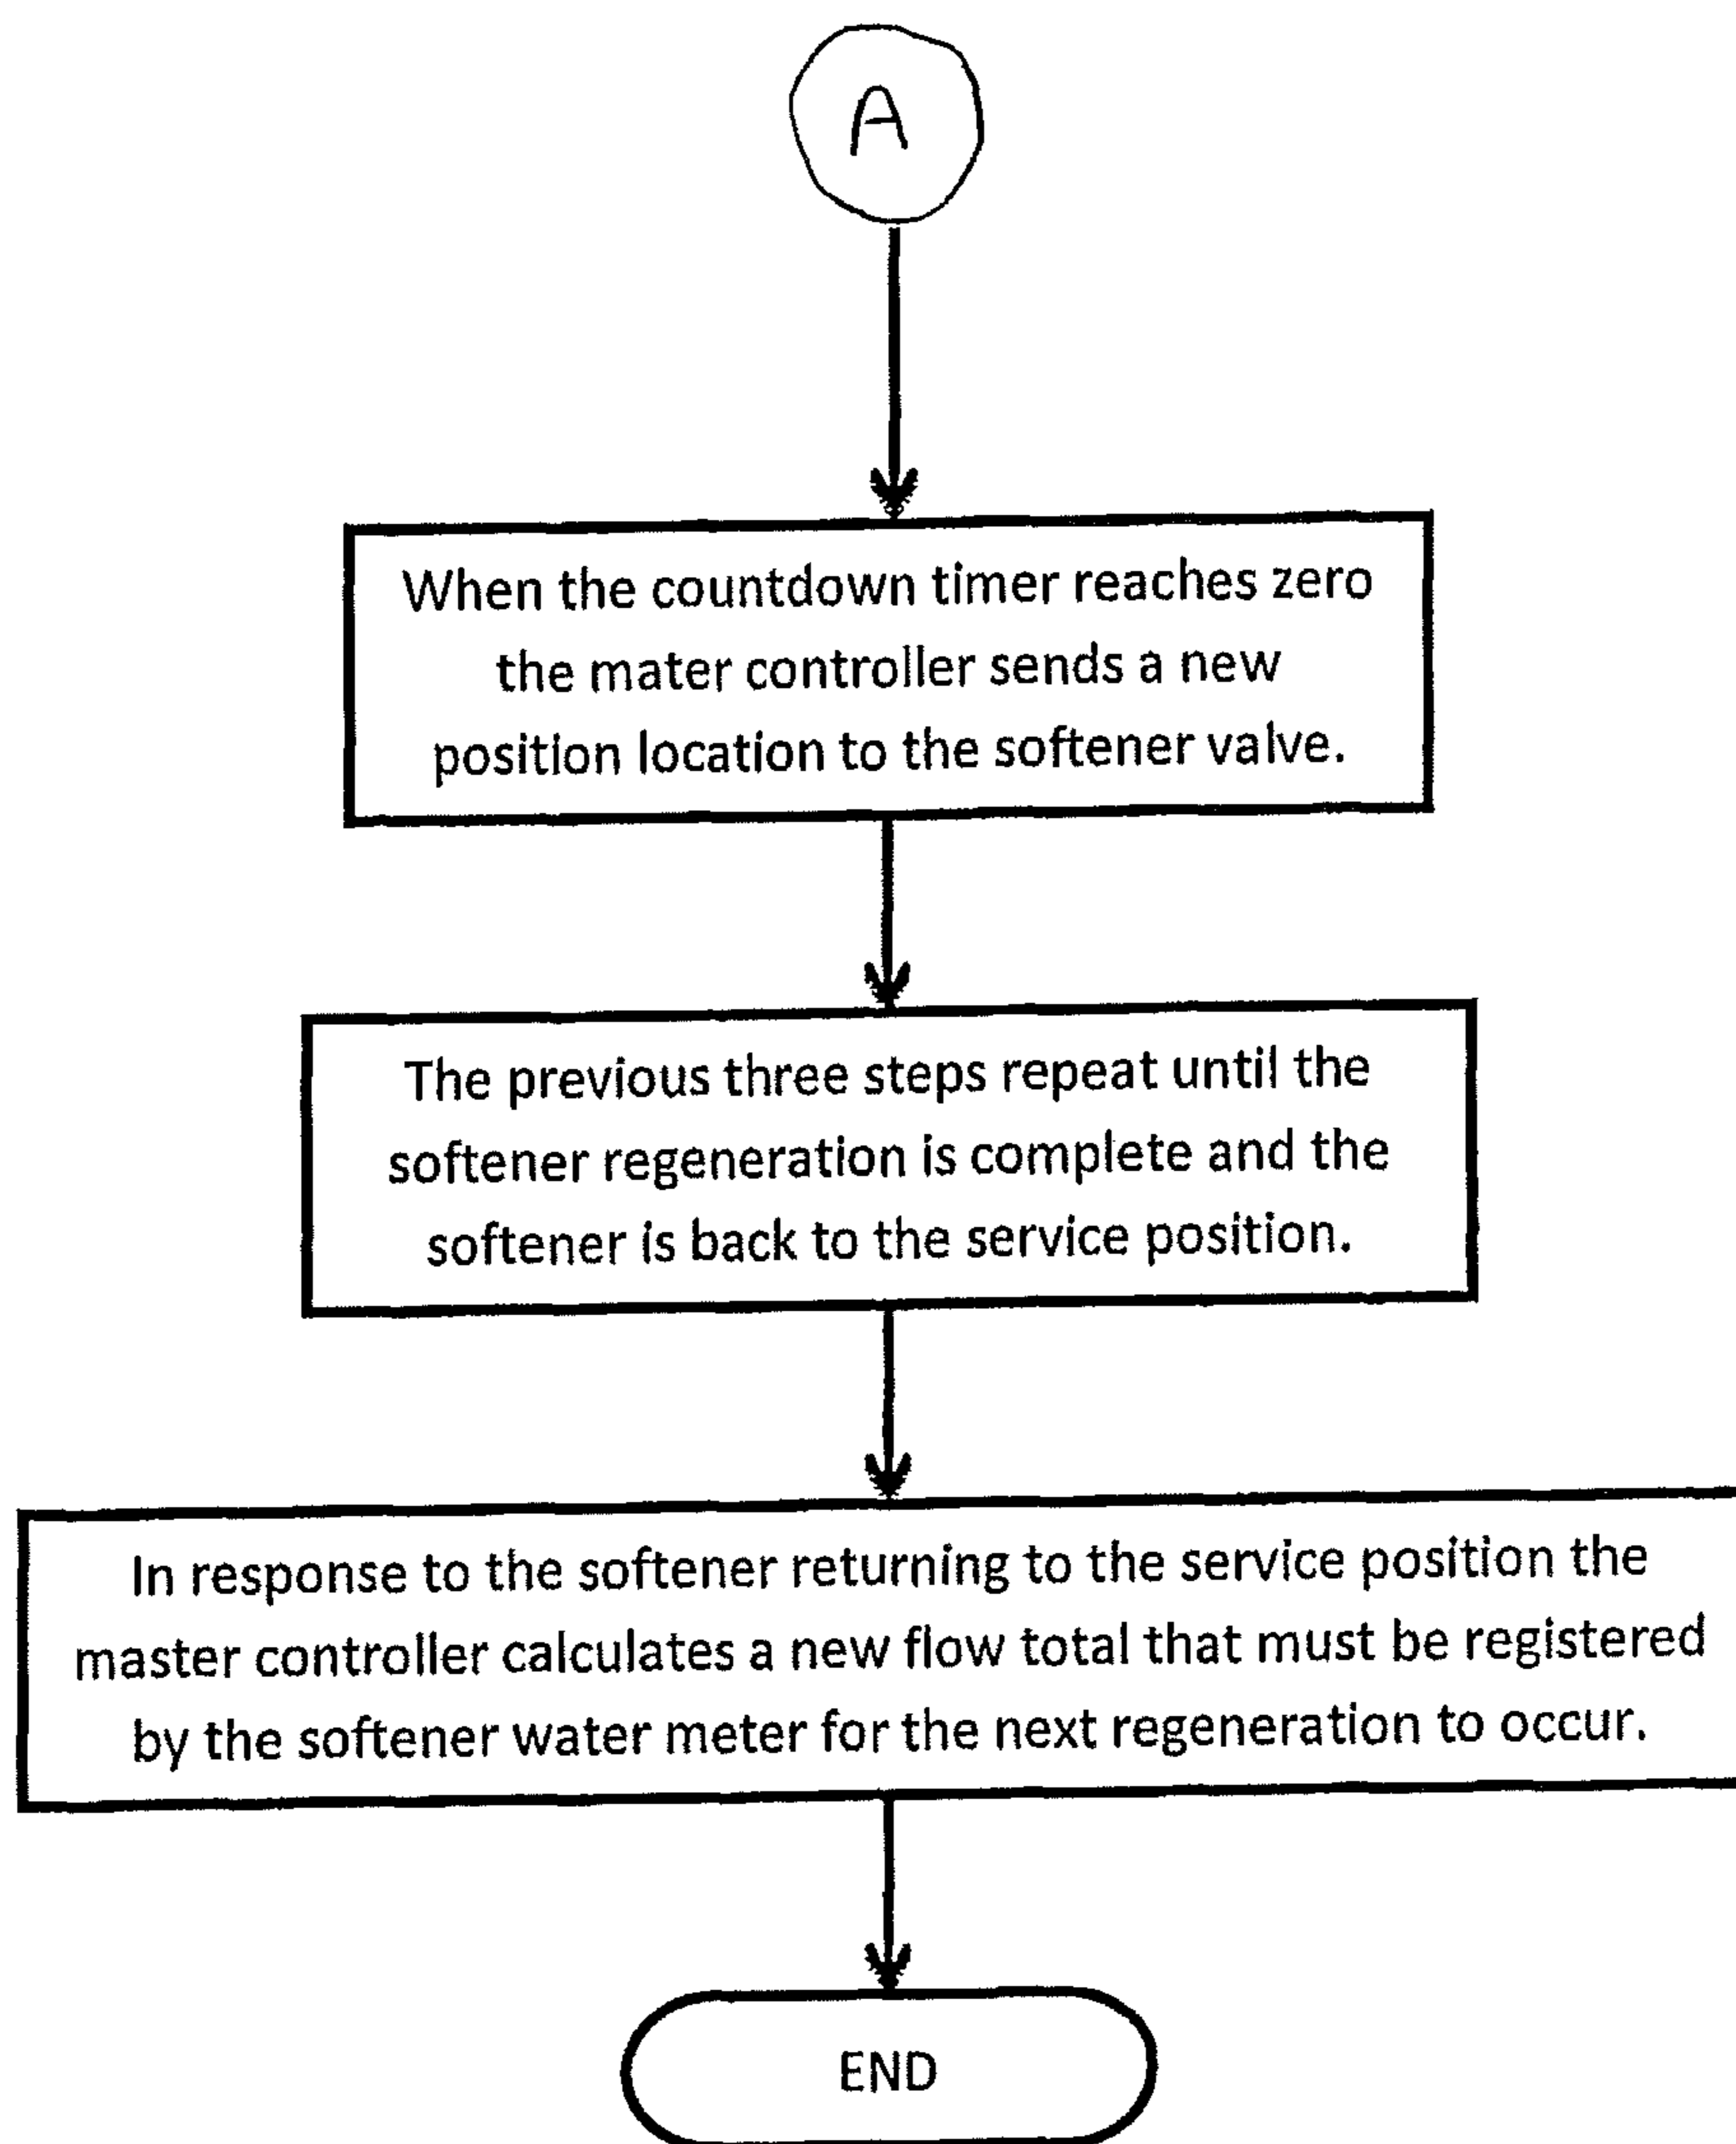 A
When the countdown timer reaches zero
the mater controller sends a new
position location to the softener valve.
The previous three steps repeat until the
softener regeneration is complete and the
softener is back to the service position.
In response to the softener returning to the service position the
master controller calculates a new flow total that must be registered
by the softener water meter for the next regeneration to occur.
END